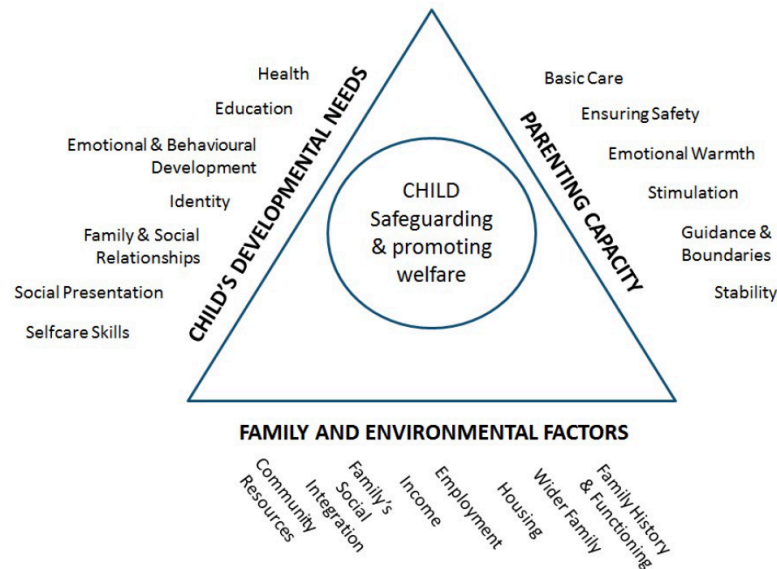 Health
Education
Emotional & Behavioural
Development
Identity
Family & Social
Relationships
Social Presentation
Selfcare Skills
CHILD'S DEVELOPMENTAL NEEDS
CHILD
Safeguarding
& promoting
welfare
PARENTING CAPACITY
Basic Care
Ensuring Safety
Emotional Warmth
Stimulation
Guidance &
Boundaries
Stability
FAMILY AND ENVIRONMENTAL FACTORS
Community
Resources
Family's
Social
Integration
Income
Employment
Housing
Wider Family
Family History
& Functioning